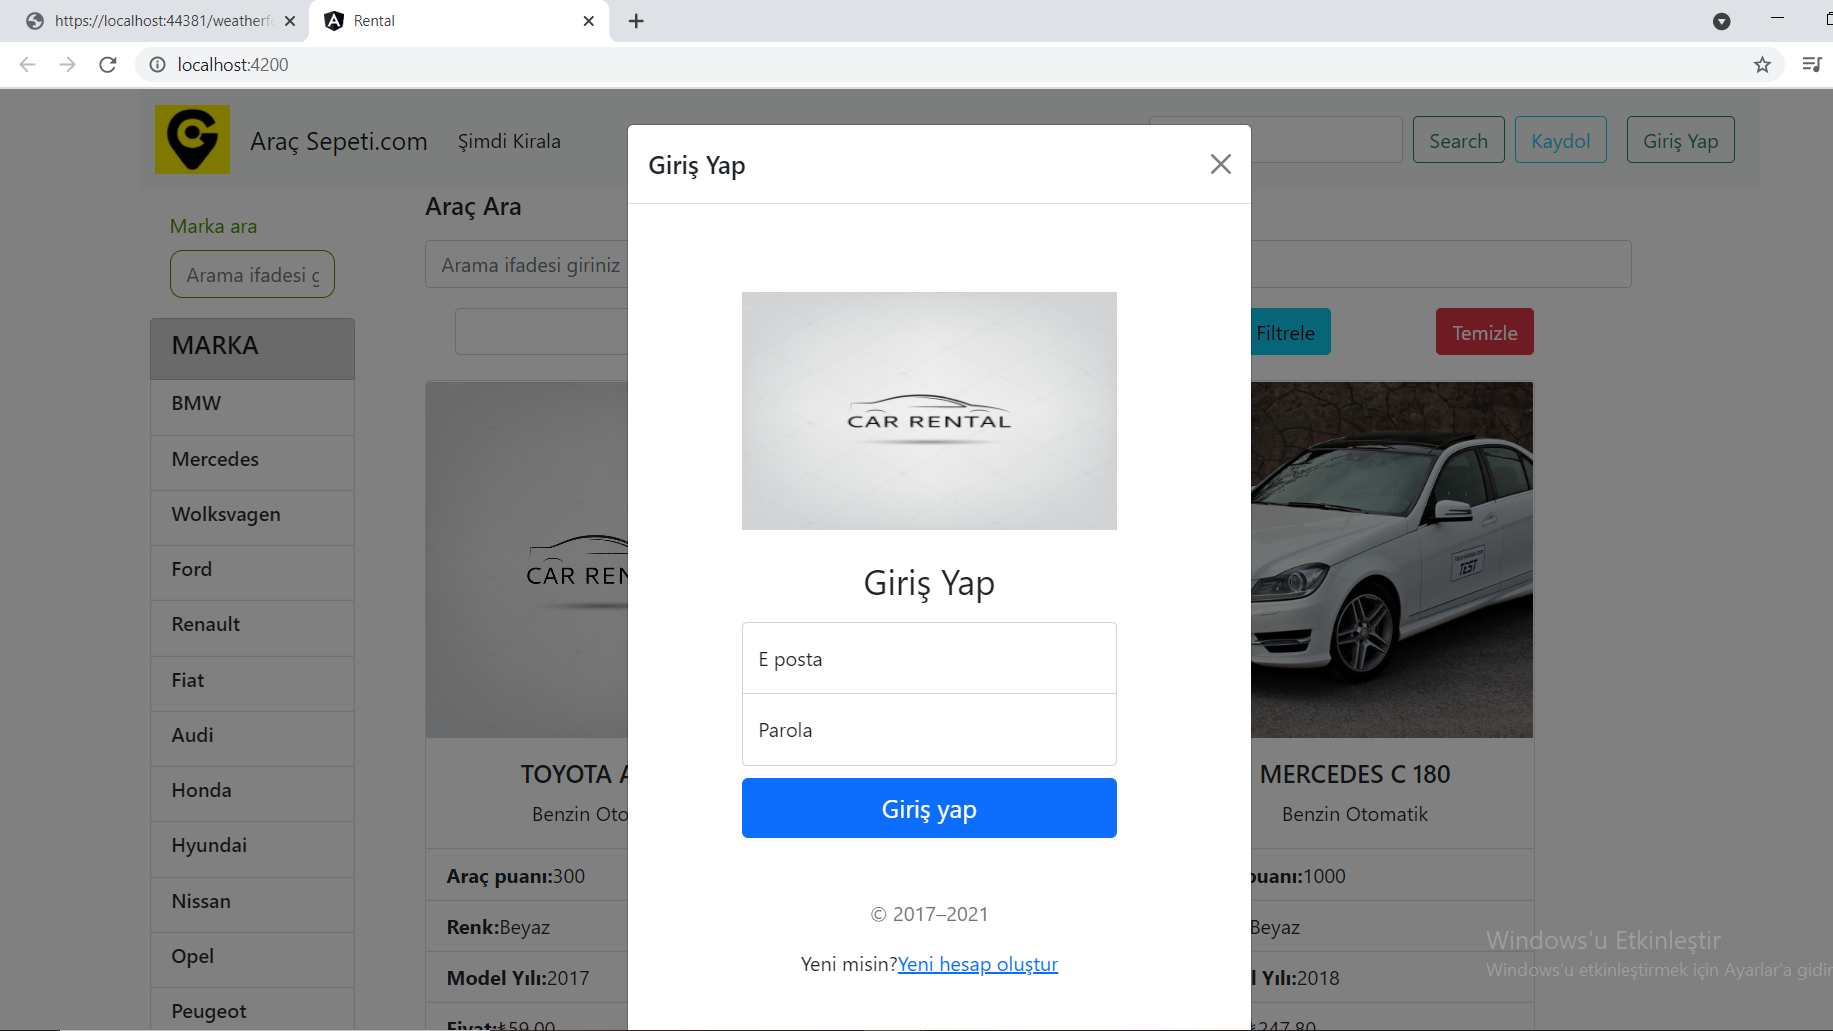 https://localhost:44381/weatherf
Rental
localhost:4200
Araç Sepeti.com
Şimdi Kirala
Search
Kaydol
Giriş Yap
Giriş Yap
Marka ara
Arama ifadesi g
Araç Ara
Arama ifadesi giriniz
Filtrele
Temizle
MARKA
BMW
Mercedes
Wolksvagen
Ford
Renault
Fiat
Audi
Honda
Hyundai
Nissan
Opel
Peugeot
CAR REN
TOYOTA A
Benzin Oto
Araç puanı:300
Renk:Beyaz
Model Yılı:2017
Fiyat:₺59.00
CAR RENTAL
Giriş Yap
E posta
Parola
Giriş yap
© 2017–2021
Yeni misin?Yeni hesap oluştur
TEST
MERCEDES C 180
Benzin Otomatik
puanı:1000
Beyaz
l Yılı:2018
₺247.80
Windows'u Etkinleştir
Windows'u etkinleştirmek için Ayarlar'a gidin